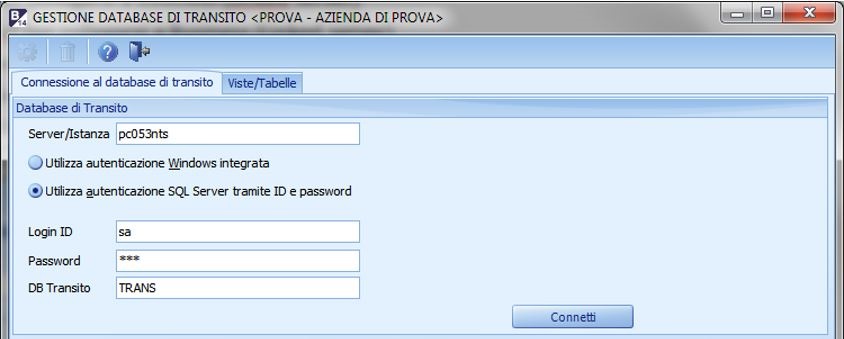 B 14 GESTIONE DATABASE DI TRANSITO <PROVA - AZIENDA DI PROVA>
?
Connessione al database di transito Viste/Tabelle
Database di Transito
Server/Istanza pc053nts
Utilizza autenticazione Windows integrata
Utilizza autenticazione SQL Server tramite ID e password
Login ID sa
Password ***
DB Transito TRANS
Connetti